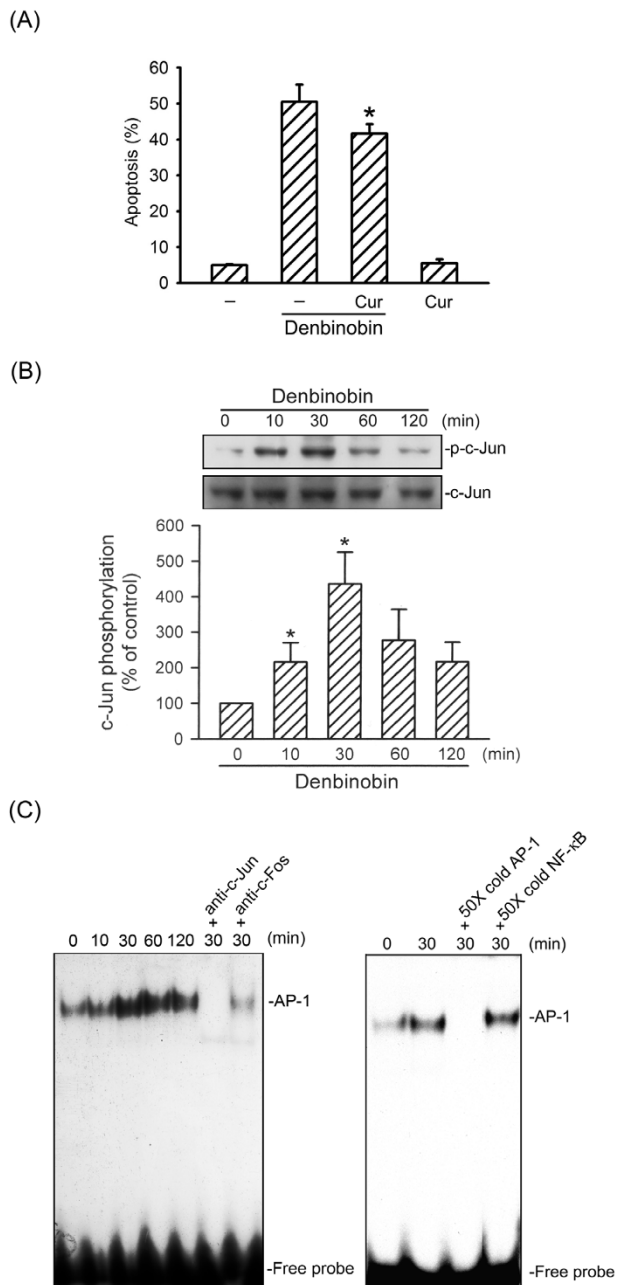 (A)
60
50
40
30
20
10
0
Apoptosis (%)
*
– – Cur Cur
Denbinobin
(B)
Denbinobin
0 10 30 60 120 (min)
-p-c-Jun
-c-Jun
600
500
400
300
200
100
0
c-Jun phosphorylation
(% of control)
* *
0 10 30 60 120 (min)
Denbinobin
(C)
+ anti-c-Jun
+ anti-c-Fos
0 10 30 60 120 30 30 (min)
-AP-1
-Free probe
+ 50X cold AP-1
+ 50X cold NF-κB
0 30 30 30 (min)
-AP-1
-Free probe